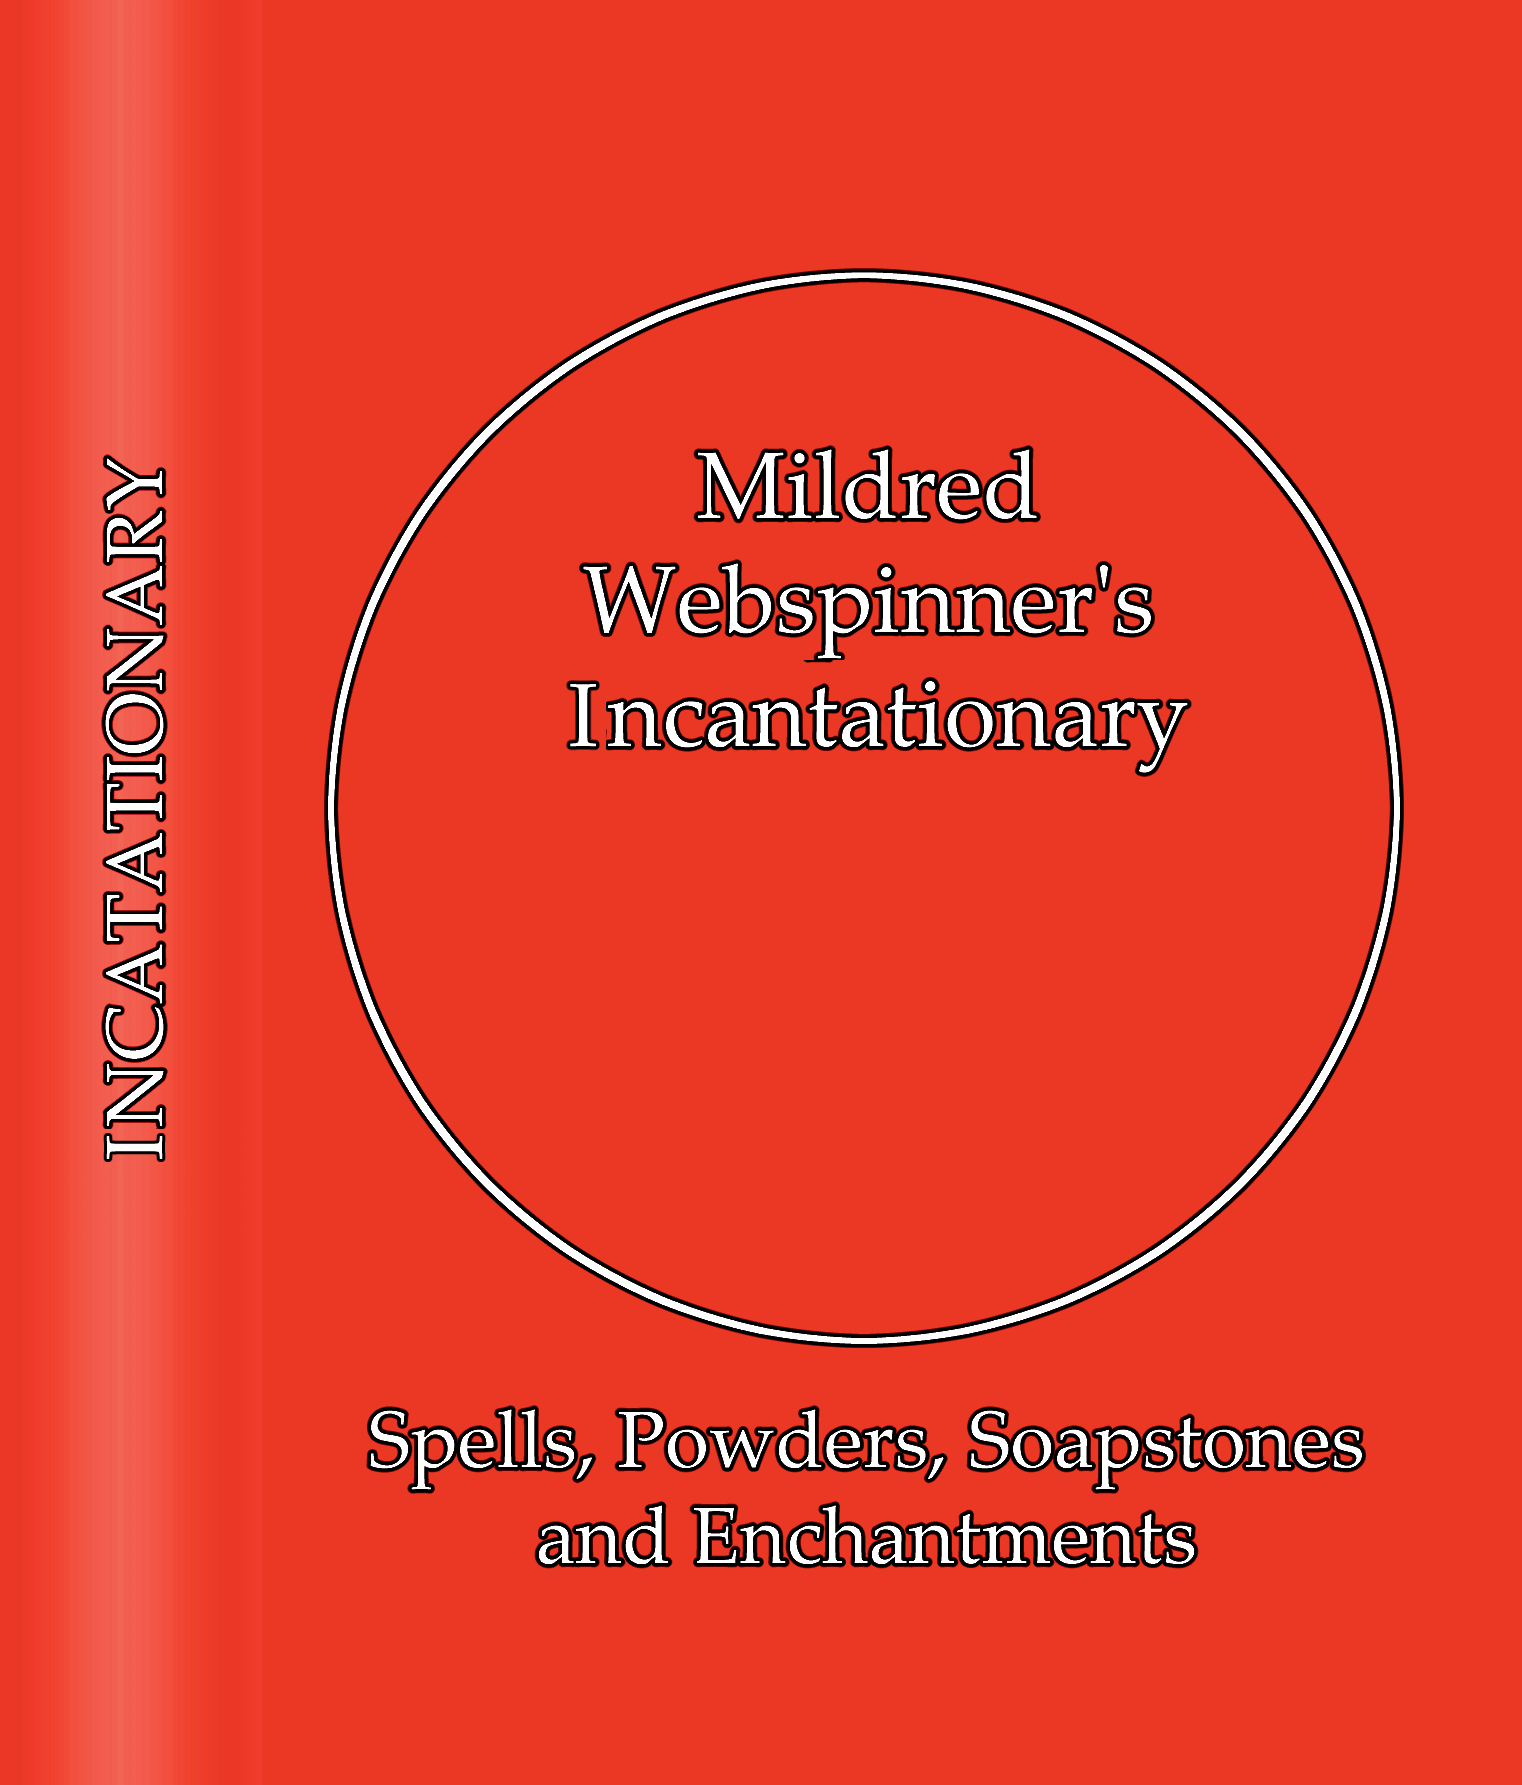 INCATATIONARY
Mildred
Webspinner's
Incantationary
Spells, Powders, Soapstones
and Enchantments